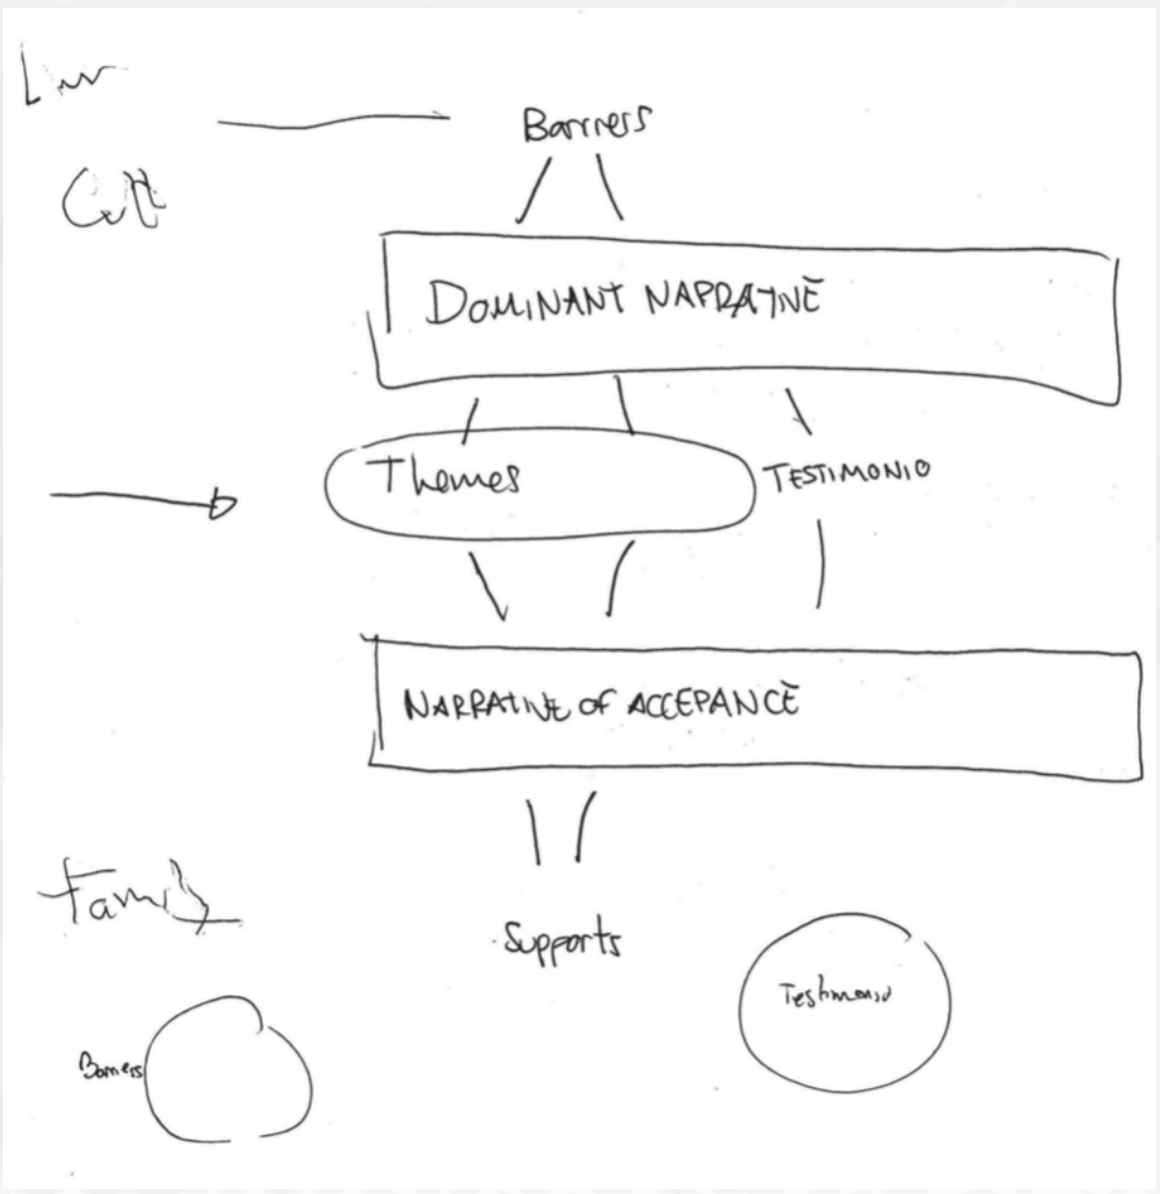 Barriers
Cult
DOMINANT NARRATIVE
Themes
TESTIMONIO
NARRATIVE OF ACCEPANCE
Family
Supports
Testimonio
Barriers